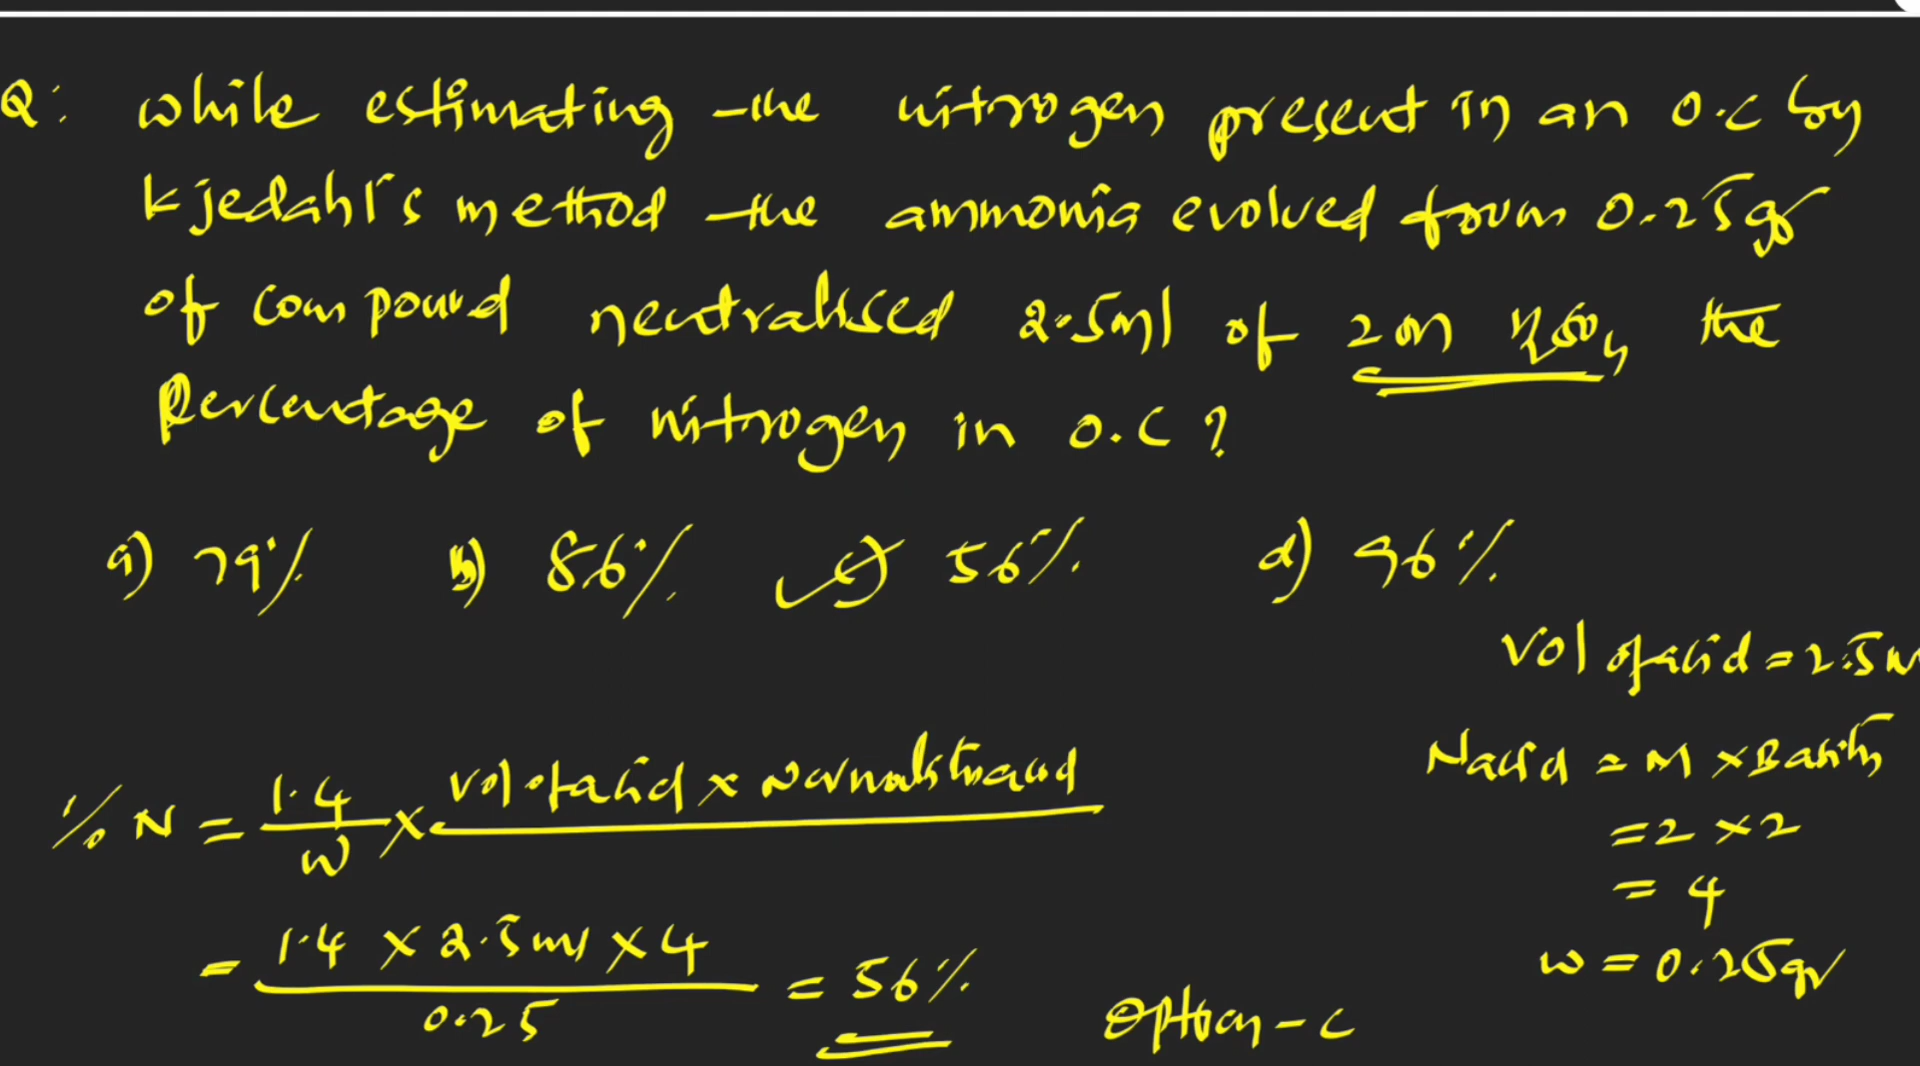 Q: while estimating the nitrogen present in an o.c by
kjedahl's method the ammonia evolved from 0.25gr
of compound neutralised 2.5ml of 2m H2SO4 the
Percentage of nitrogen in o.c?
a) 79% b) 86% c) 56% d) 96%
Vol of acid = 2.5m
Nacid = M × Basity
= 2 × 2
= 4
w = 0.25gr
% N = 1.4/w × vol of acid ×
= 1.4 × 2.5ml × 4 / 0.25 = 56%
Option - c